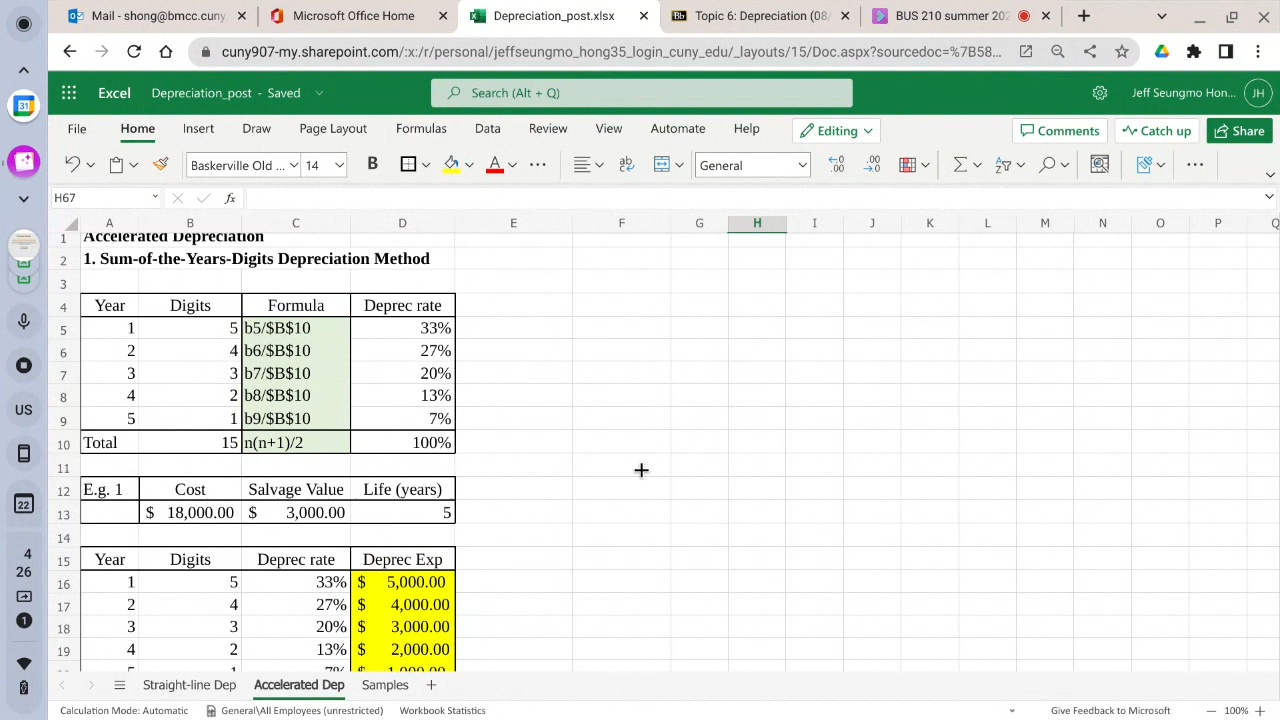 Mail - shong@bmcc.cuny
Microsoft Office Home
Depreciation_post.xlsx
Topic 6: Depreciation (08/
BUS 210 summer 202
cuny907-my.sharepoint.com/:x:/r/personal/jeffseungmo_hong35_login_cuny_edu/_layouts/15/Doc.aspx?sourcedoc=%7B58...
31
Excel
Depreciation_post - Saved
Search (Alt + Q)
Jeff Seungmo Hon...
JH
File
Home
Insert
Draw
Page Layout
Formulas
Data
Review
View
Automate
Help
Editing
Comments
Catch up
Share
Baskerville Old ...
14
B
A
General
H67
fx
A B C D E F G H I J K L M N O P Q
1 Accelerated Depreciation
2 1. Sum-of-the-Years-Digits Depreciation Method
3
4 Year Digits Formula Deprec rate
5 1 5 b5/$B$10 33%
6 2 4 b6/$B$10 27%
7 3 3 b7/$B$10 20%
8 4 2 b8/$B$10 13%
9 5 1 b9/$B$10 7%
10 Total 15 n(n+1)/2 100%
11
12 E.g. 1 Cost Salvage Value Life (years)
13 $ 18,000.00 $ 3,000.00 5
14
15 Year Digits Deprec rate Deprec Exp
16 1 5 33% $ 5,000.00
17 2 4 27% $ 4,000.00
18 3 3 20% $ 3,000.00
19 4 2 13% $ 2,000.00
5 1 7% $ 1,000.00
US
22
4
26
1
Straight-line Dep
Accelerated Dep
Samples
Calculation Mode: Automatic
General\All Employees (unrestricted)
Workbook Statistics
Give Feedback to Microsoft
100%